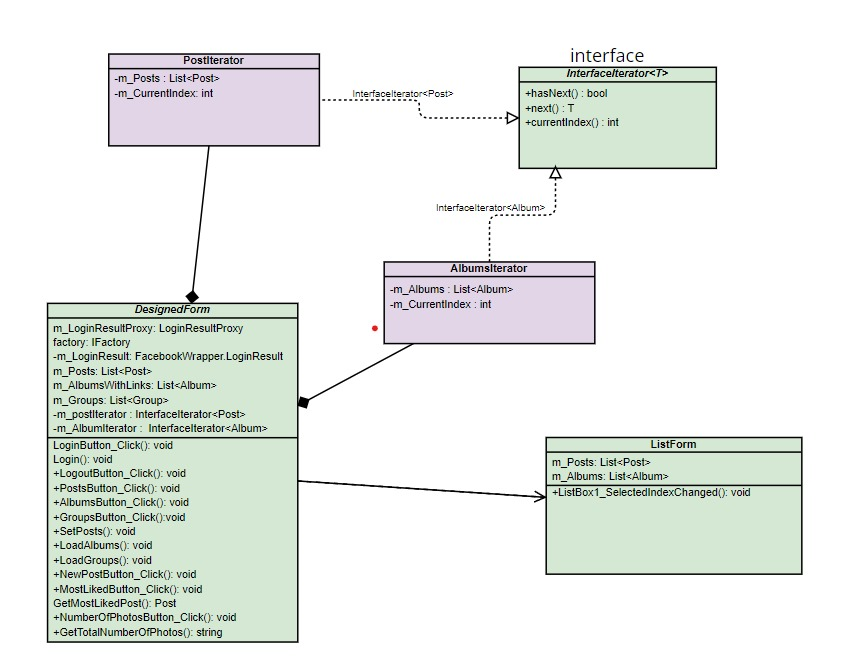 PostIterator
-m_Posts : List<Post>
-m_CurrentIndex: int
InterfaceIterator<Post>
interface
InterfaceIterator<T>
+hasNext() : bool
+next() : T
+currentIndex() : int
InterfaceIterator<Album>
AlbumsIterator
-m_Albums : List<Album>
-m_CurrentIndex : int
DesignedForm
m_LoginResultProxy: LoginResultProxy
factory: IFactory
-m_LoginResult: FacebookWrapper.LoginResult
m_Posts: List<Post>
m_AlbumsWithLinks: List<Album>
m_Groups: List<Group>
-m_postIterator : InterfaceIterator<Post>
-m_AlbumIterator : InterfaceIterator<Album>
LoginButton_Click(): void
Login(): void
+LogoutButton_Click(): void
+PostsButton_Click(): void
+AlbumsButton_Click(): void
+GroupsButton_Click():void
+SetPosts(): void
+LoadAlbums(): void
+LoadGroups(): void
+NewPostButton_Click(): void
+MostLikedButton_Click(): void
GetMostLikedPost(): Post
+NumberOfPhotosButton_Click(): void
+GetTotalNumberOfPhotos(): string
ListForm
m_Posts: List<Post>
m_Albums: List<Album>
+ListBox1_SelectedIndexChanged(): void